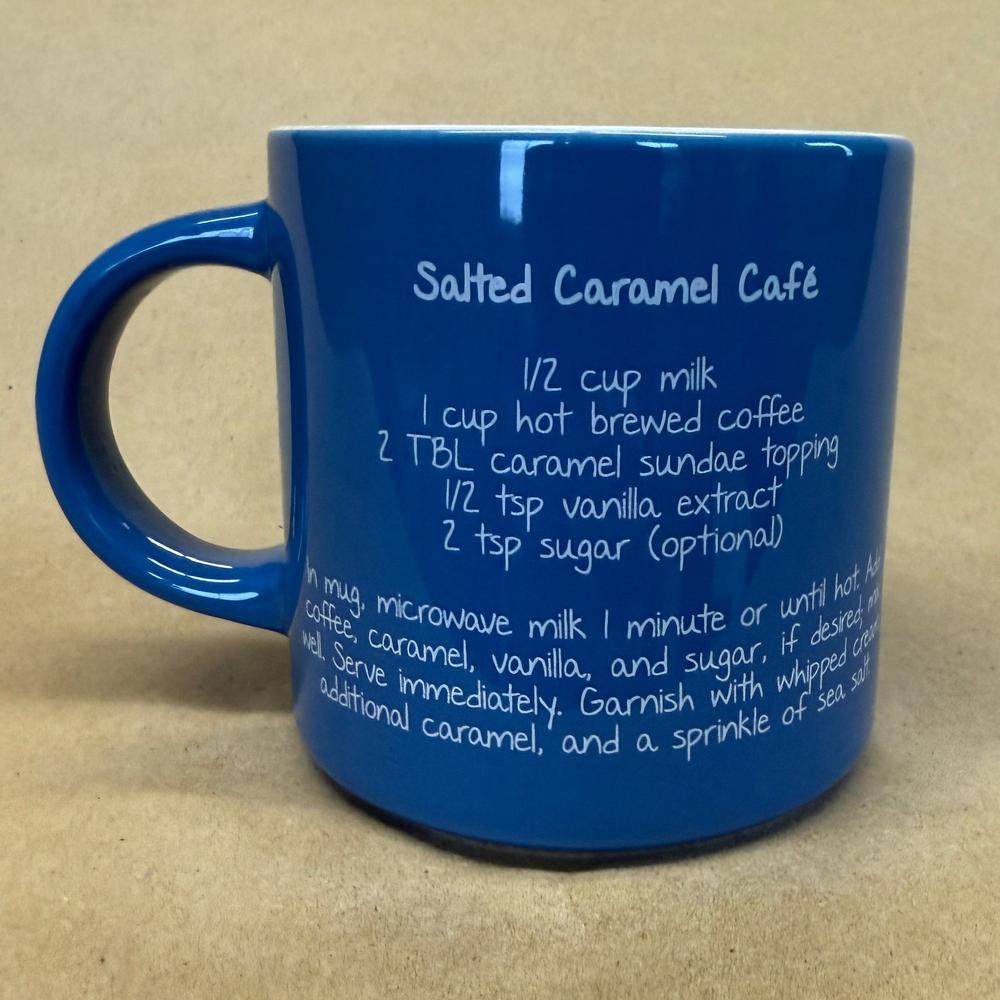 Salted Caramel Café
1/2 cup milk
1 cup hot brewed coffee
2 TBL caramel sundae topping
1/2 tsp vanilla extract
2 tsp sugar (optional)
In mug, microwave milk 1 minute or until hot. Add
coffee, caramel, vanilla, and sugar, if desired;
well. Serve immediately. Garnish with whipped cream,
additional caramel, and a sprinkle of sea salt.